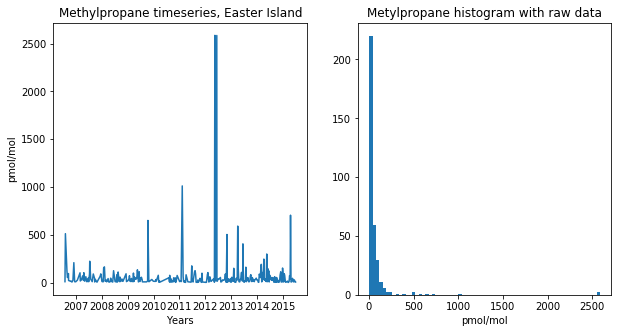 Methylpropane timeseries, Easter Island
pmol/mol
2500
2000
1500
1000
500
0
2007 2008 2009 2010 2011 2012 2013 2014 2015
Years
Metylpropane histogram with raw data
200
150
100
50
0
0 500 1000 1500 2000 2500
pmol/mol